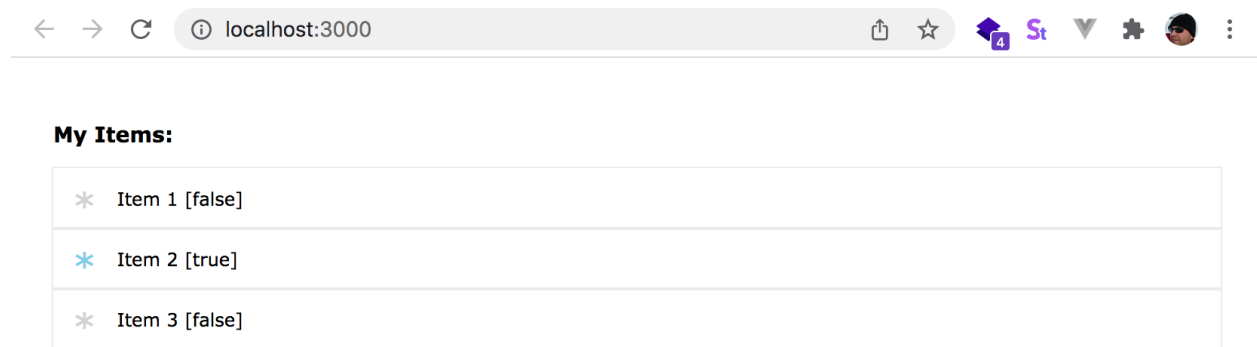 localhost:3000
4
St
My Items:
* Item 1 [false]
* Item 2 [true]
* Item 3 [false]